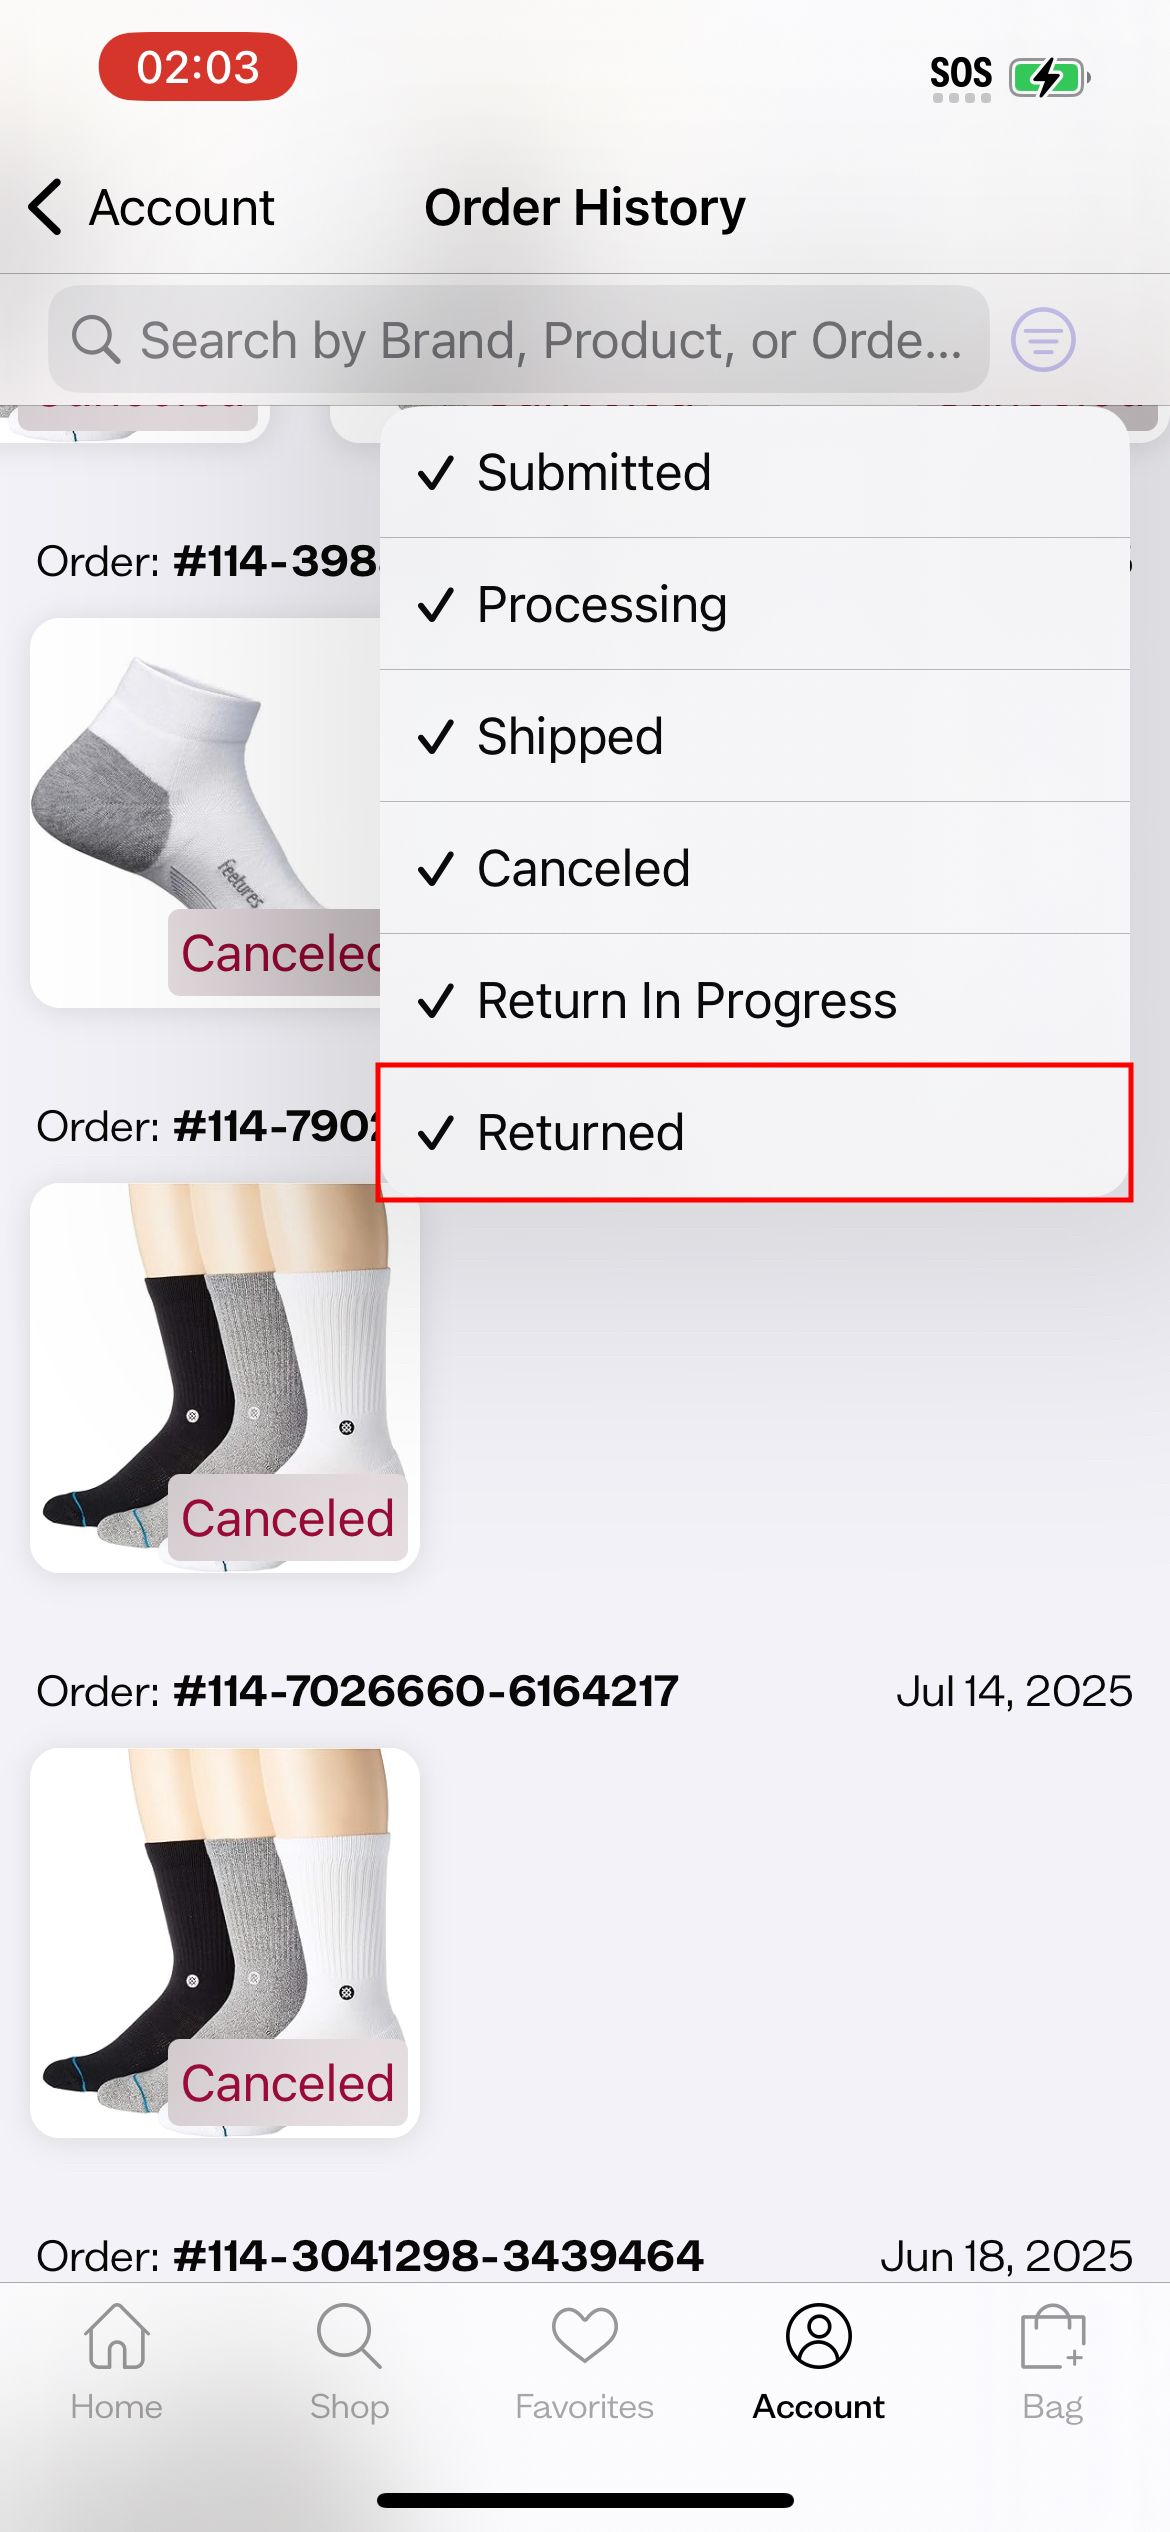 02:03
SOS
Account
Order History
Search by Brand, Product, or Orde...
Submitted
Order: #114-398
Processing
Shipped
feetures
Canceled
Canceled
Return In Progress
Order: #114-790
Returned
Canceled
Order: #114-7026660-6164217
Jul 14, 2025
Canceled
Order: #114-3041298-3439464
Jun 18, 2025
Home
Shop
Favorites
Account
Bag